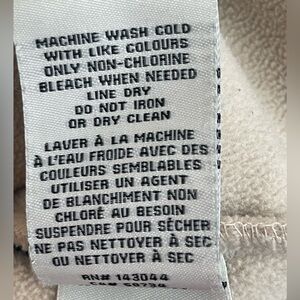 MACHINE WASH COLD
WITH LIKE COLOURS
ONLY NON-CHLORINE
BLEACH WHEN NEEDED
LINE DRY
DO NOT IRON
OR DRY CLEAN
LAVER À LA MACHINE
À L'EAU FROIDE AVEC DES
COULEURS SEMBLABLES
UTILISER UN AGENT
DE BLANCHIMENT NON
CHLORÉ AU BESOIN
SUSPENDRE POUR SÉCHER
NE PAS NETTOYER À SEC
OU NETTOYER À SEC
RN# 143044